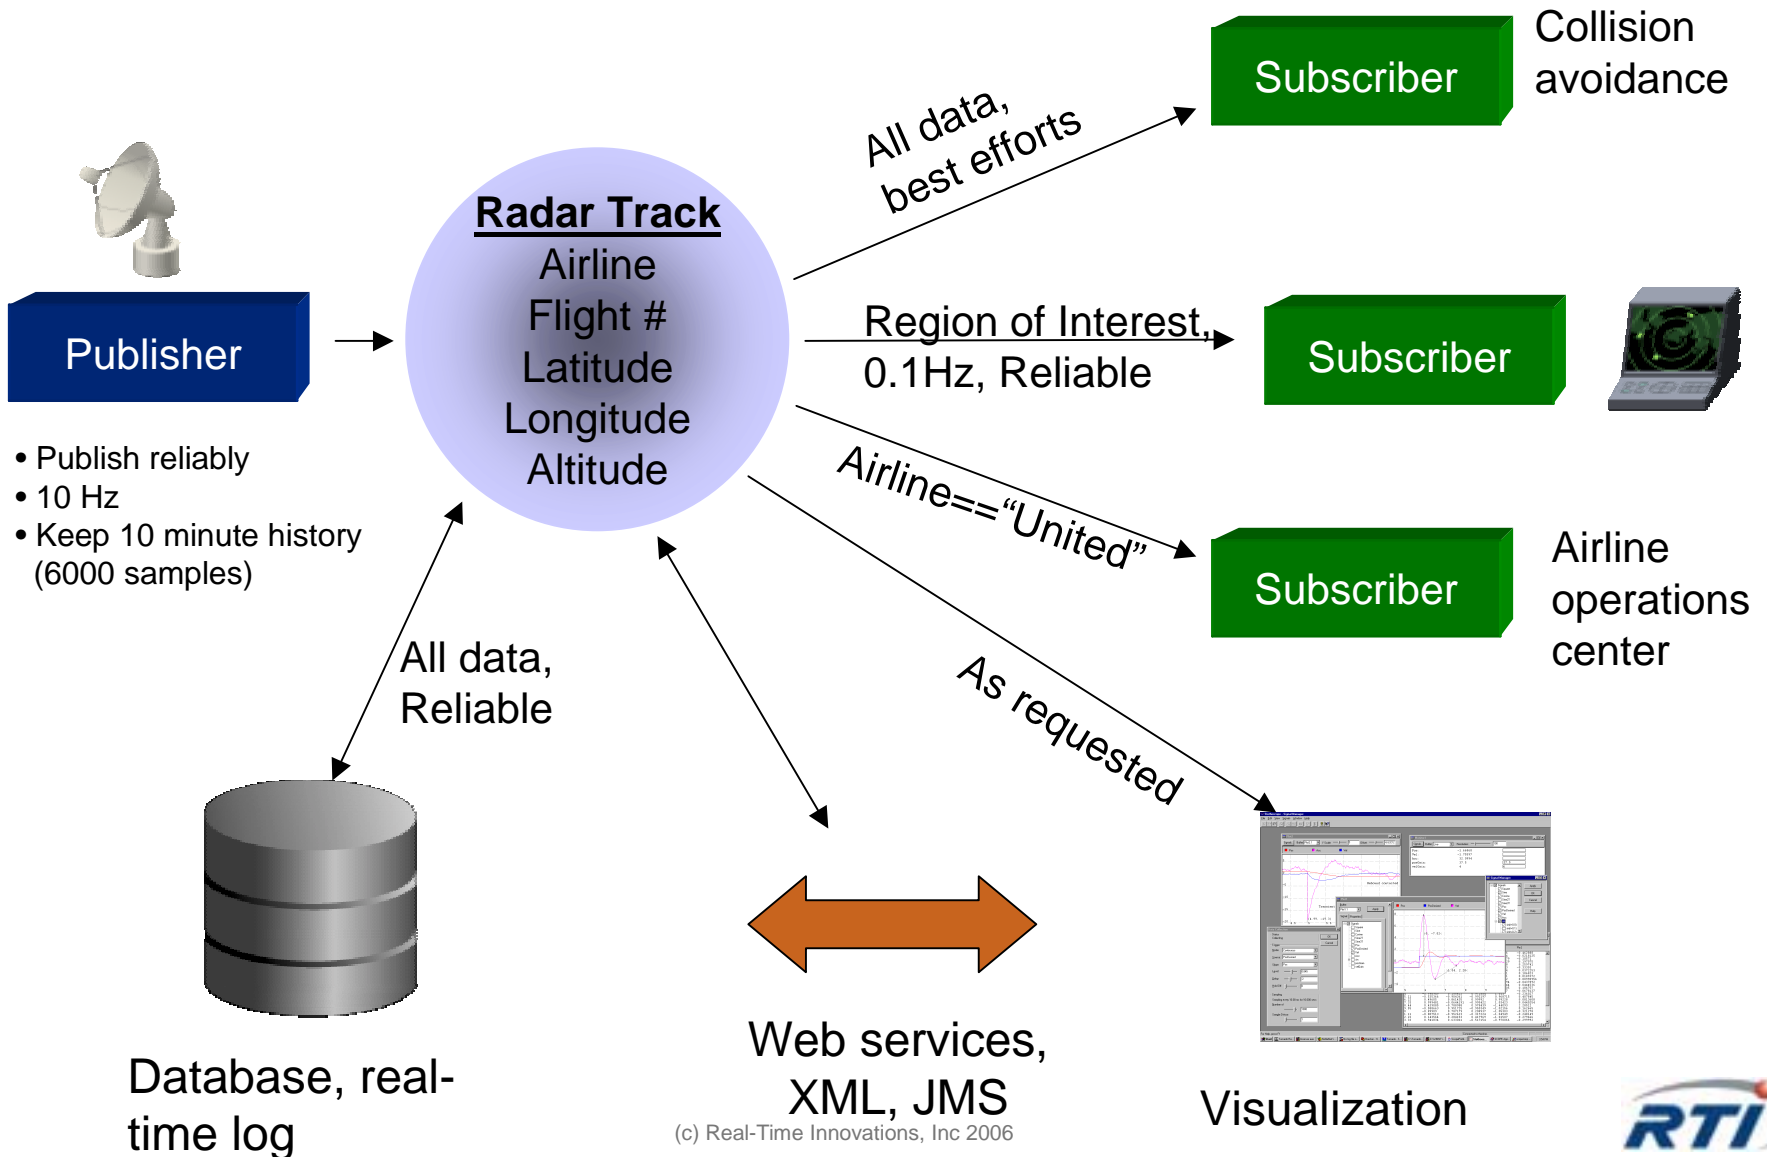 Collision
avoidance
Subscriber
All data,
best efforts
Radar Track
Airline
Flight #
Latitude
Longitude
Altitude
Publisher
Region of Interest,
0.1Hz, Reliable
Subscriber
• Publish reliably
• 10 Hz
• Keep 10 minute history
(6000 samples)
Airline=="United"
Subscriber
Airline
operations
center
All data,
Reliable
As requested
Database, real-
time log
Web services,
XML, JMS
Visualization
(c) Real-Time Innovations, Inc 2006
RTI